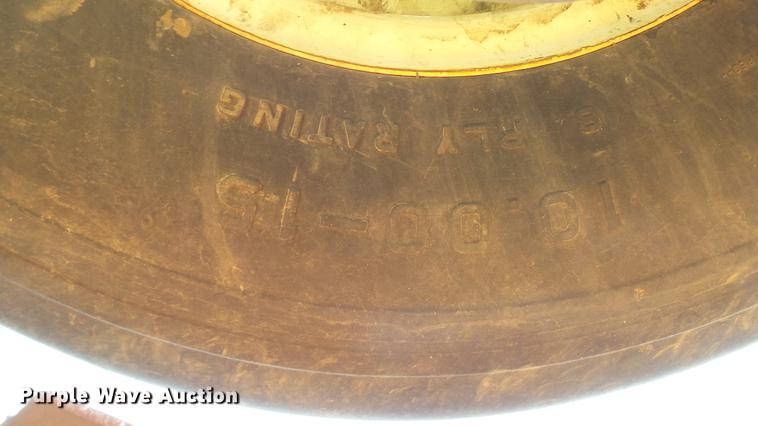 10.00-15
8 PLY RATING
Purple Wave Auction